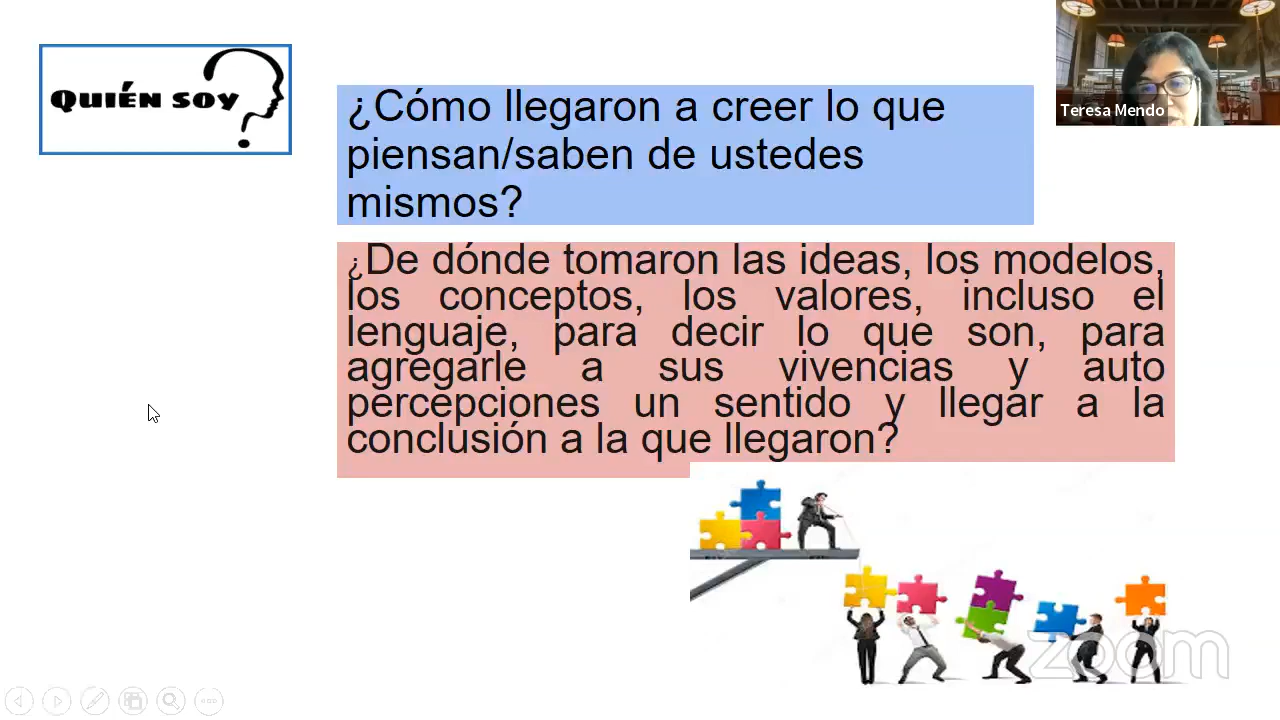 Quién soy
¿Cómo llegaron a creer lo que
piensan/saben de ustedes
mismos?
Teresa Mendo
¿De dónde tomaron las ideas, los modelos,
los conceptos, los valores, incluso el
lenguaje, para decir lo que son, para
agregarle a sus vivencias y auto
percepciones un sentido y llegar a la
conclusión a la que llegaron?
zoom